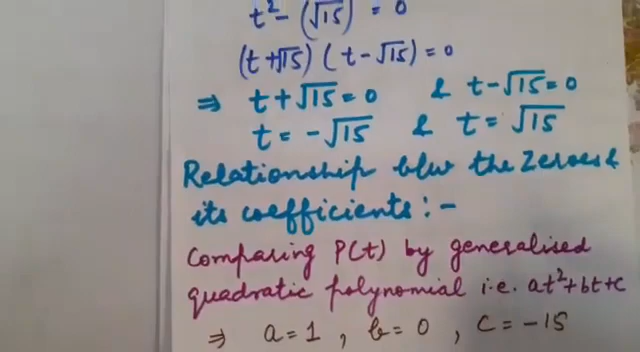 t² - (√15) = 0
(t+√15) (t-√15) = 0
⇒ t+√15=0 & t-√15=0
t = -√15 & t = √15
Relationship b/w the Zeroes &
its coefficients :-
Comparing P(t) by generalised
quadratic polynomial i.e. at²+bt+c
⇒ a=1 , b=0 , c=-15